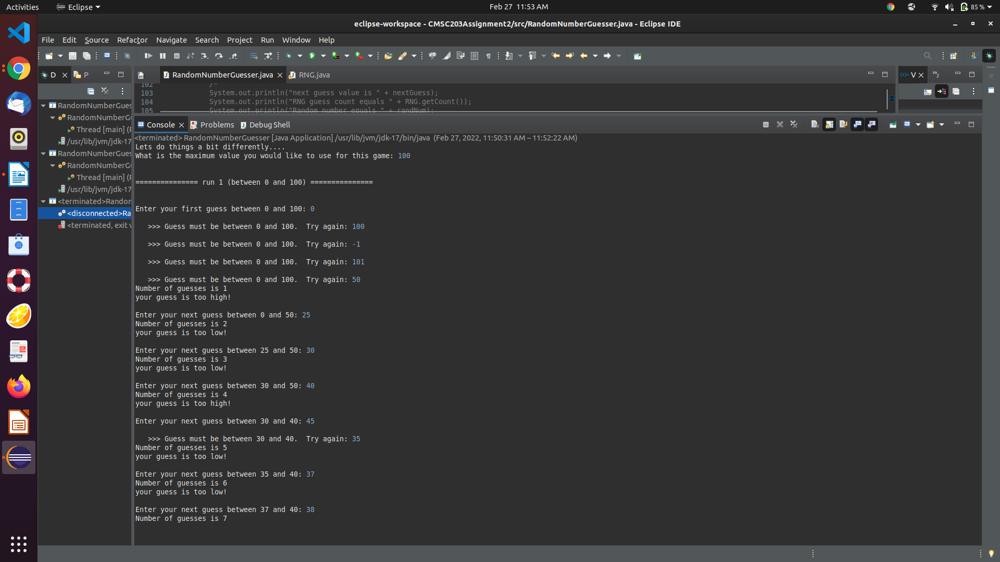 Activities
Eclipse
Feb 27 11:53 AM
85 %
eclipse-workspace - CMSC203Assignment2/src/RandomNumberGuesser.java - Eclipse IDE
File Edit Source Refactor Navigate Search Project Run Window Help
D
P
RandomNumberGuesser.java
RNG.java
V
2
RandomNumberGues
RandomNumberG
Thread [main] (F
/usr/lib/jvm/jdk-17
RandomNumberGues
RandomNumberG
Thread [main] (F
/usr/lib/jvm/jdk-17
<terminated>Random
<disconnected>Ra
<terminated, exit v
102 /*
103 System.out.println("next guess value is " + nextGuess);
104 System.out.println("RNG guess count equals " + RNG.getCount());
105 System.out.println("Random number equals " + randNum);
Console Problems Debug Shell
<terminated> RandomNumberGuesser [Java Application] /usr/lib/jvm/jdk-17/bin/java (Feb 27, 2022, 11:50:31 AM – 11:52:22 AM)
Lets do things a bit differently....
What is the maximum value you would like to use for this game: 100
=============== run 1 (between 0 and 100) ===============
Enter your first guess between 0 and 100: 0
>>> Guess must be between 0 and 100.  Try again: 100
>>> Guess must be between 0 and 100.  Try again: -1
>>> Guess must be between 0 and 100.  Try again: 101
>>> Guess must be between 0 and 100.  Try again: 50
Number of guesses is 1
your guess is too high!
Enter your next guess between 0 and 50: 25
Number of guesses is 2
your guess is too low!
Enter your next guess between 25 and 50: 30
Number of guesses is 3
your guess is too low!
Enter your next guess between 30 and 50: 40
Number of guesses is 4
your guess is too high!
Enter your next guess between 30 and 40: 45
>>> Guess must be between 30 and 40.  Try again: 35
Number of guesses is 5
your guess is too low!
Enter your next guess between 35 and 40: 37
Number of guesses is 6
your guess is too low!
Enter your next guess between 37 and 40: 38
Number of guesses is 7